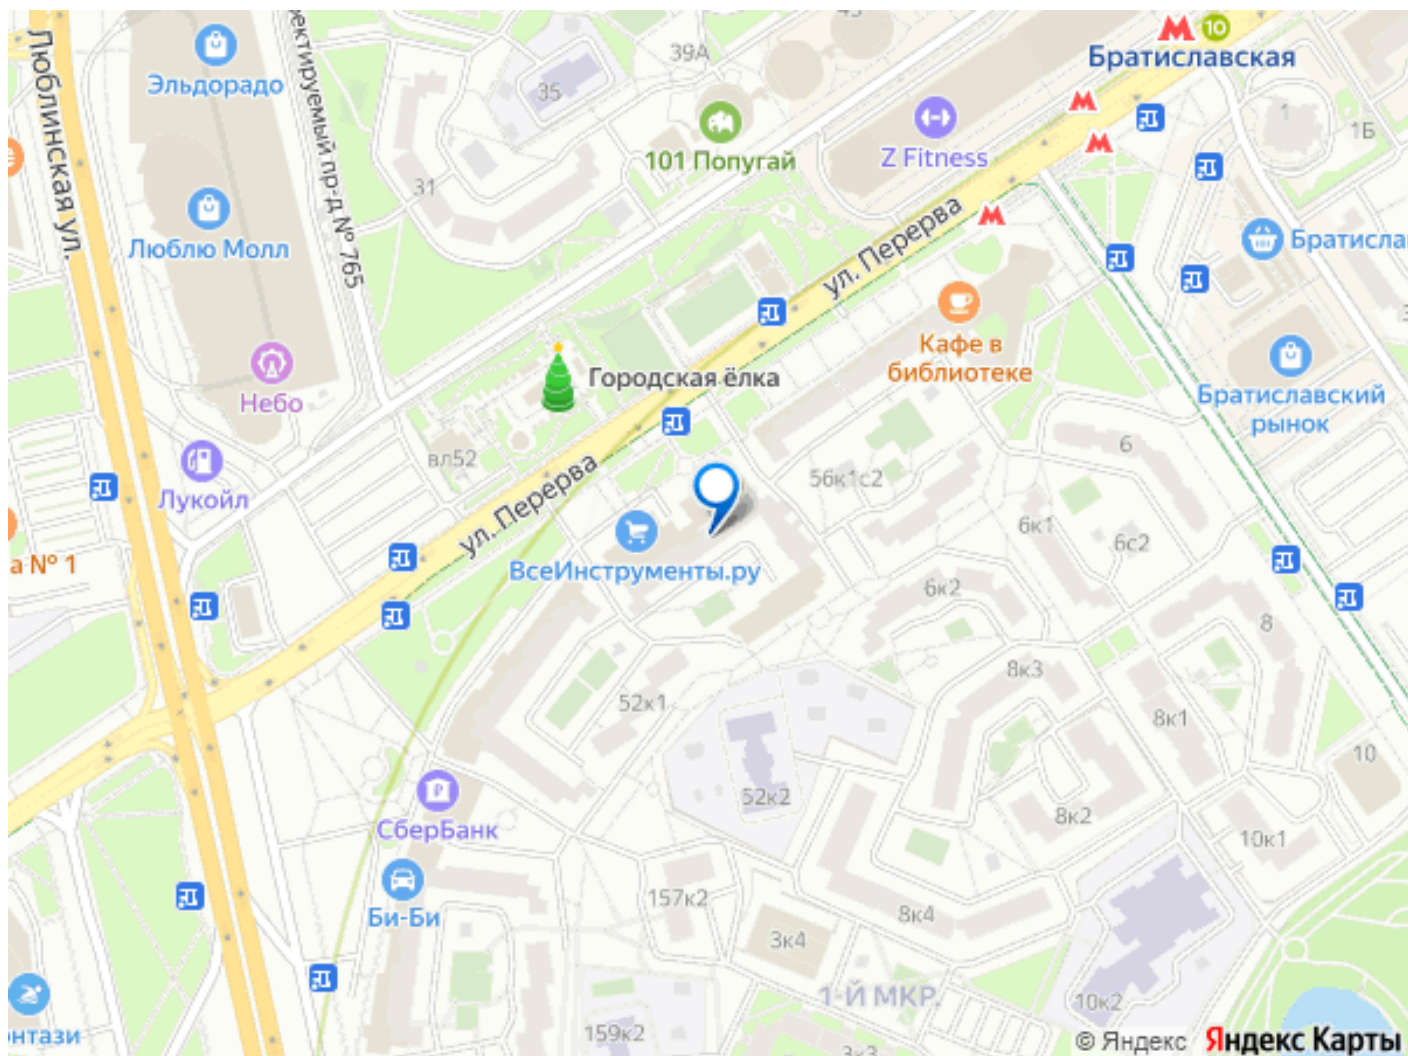 Люблинская ул.
Эльдорадо
ектируемый пр-д № 765
39А
35
10
Братиславская
101 Попугай
Z Fitness
1
1Б
31
Люблю Молл
ул. Перерва
Братисла
Небо
Городская ёлка
Кафе в
библиотеке
Братиславский
рынок
вл52
Лукойл
ул. Перерва
56к1с2
6
6к1
6с2
а № 1
ВсеИнструменты.ру
6к2
8
52к1
8к3
8к1
10
52к2
8к2
10к1
СберБанк
Би-Би
157к2
8к4
3к4
1-Й МКР.
10к2
нтази
159к2
3к3
© Яндекс
Яндекс Карты